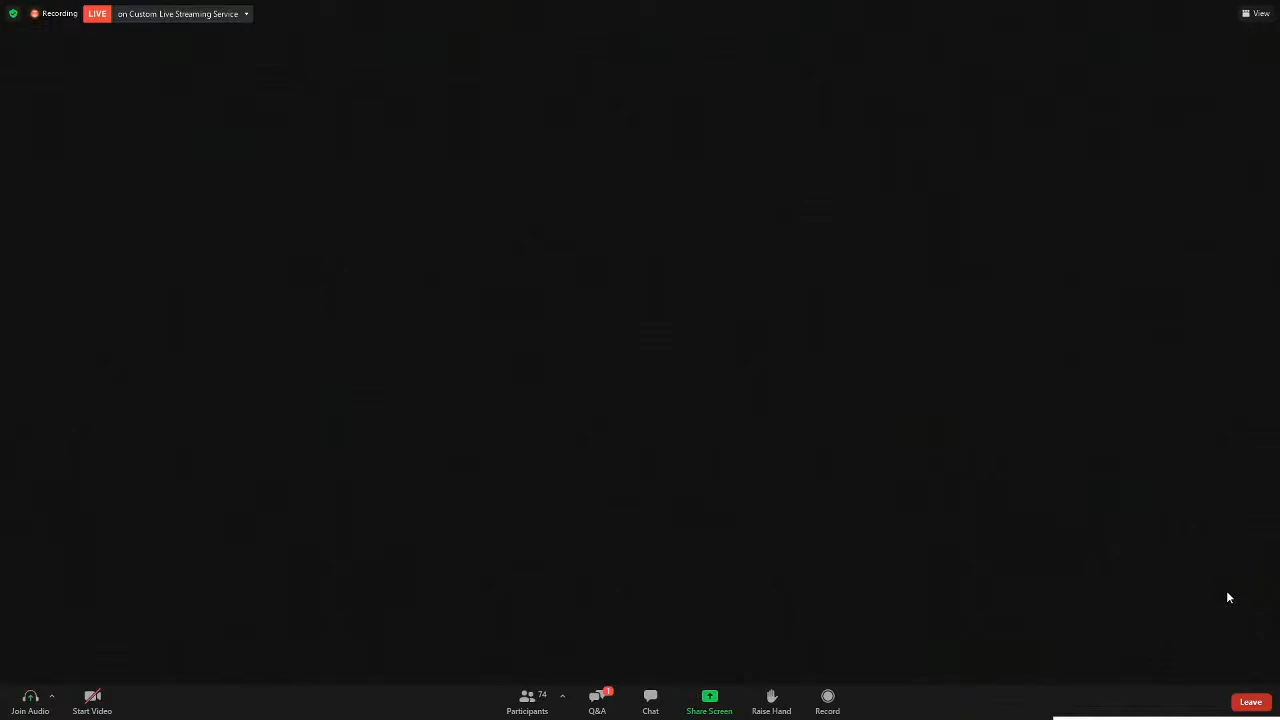 Recording LIVE on Custom Live Streaming Service View
Join Audio Start Video Participants 74 Q&A 1 Chat Share Screen Raise Hand Record Leave